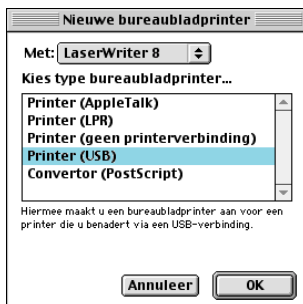 Nieuwe bureaubladprinter
Met: LaserWriter 8
Kies type bureaubladprinter...
Printer (AppleTalk)
Printer (LPR)
Printer (geen printerverbinding)
Printer (USB)
Convertor (PostScript)
Hiermee maakt u een bureaubladprinter aan voor een
printer die u benadert via een USB-verbinding.
Annuleer OK